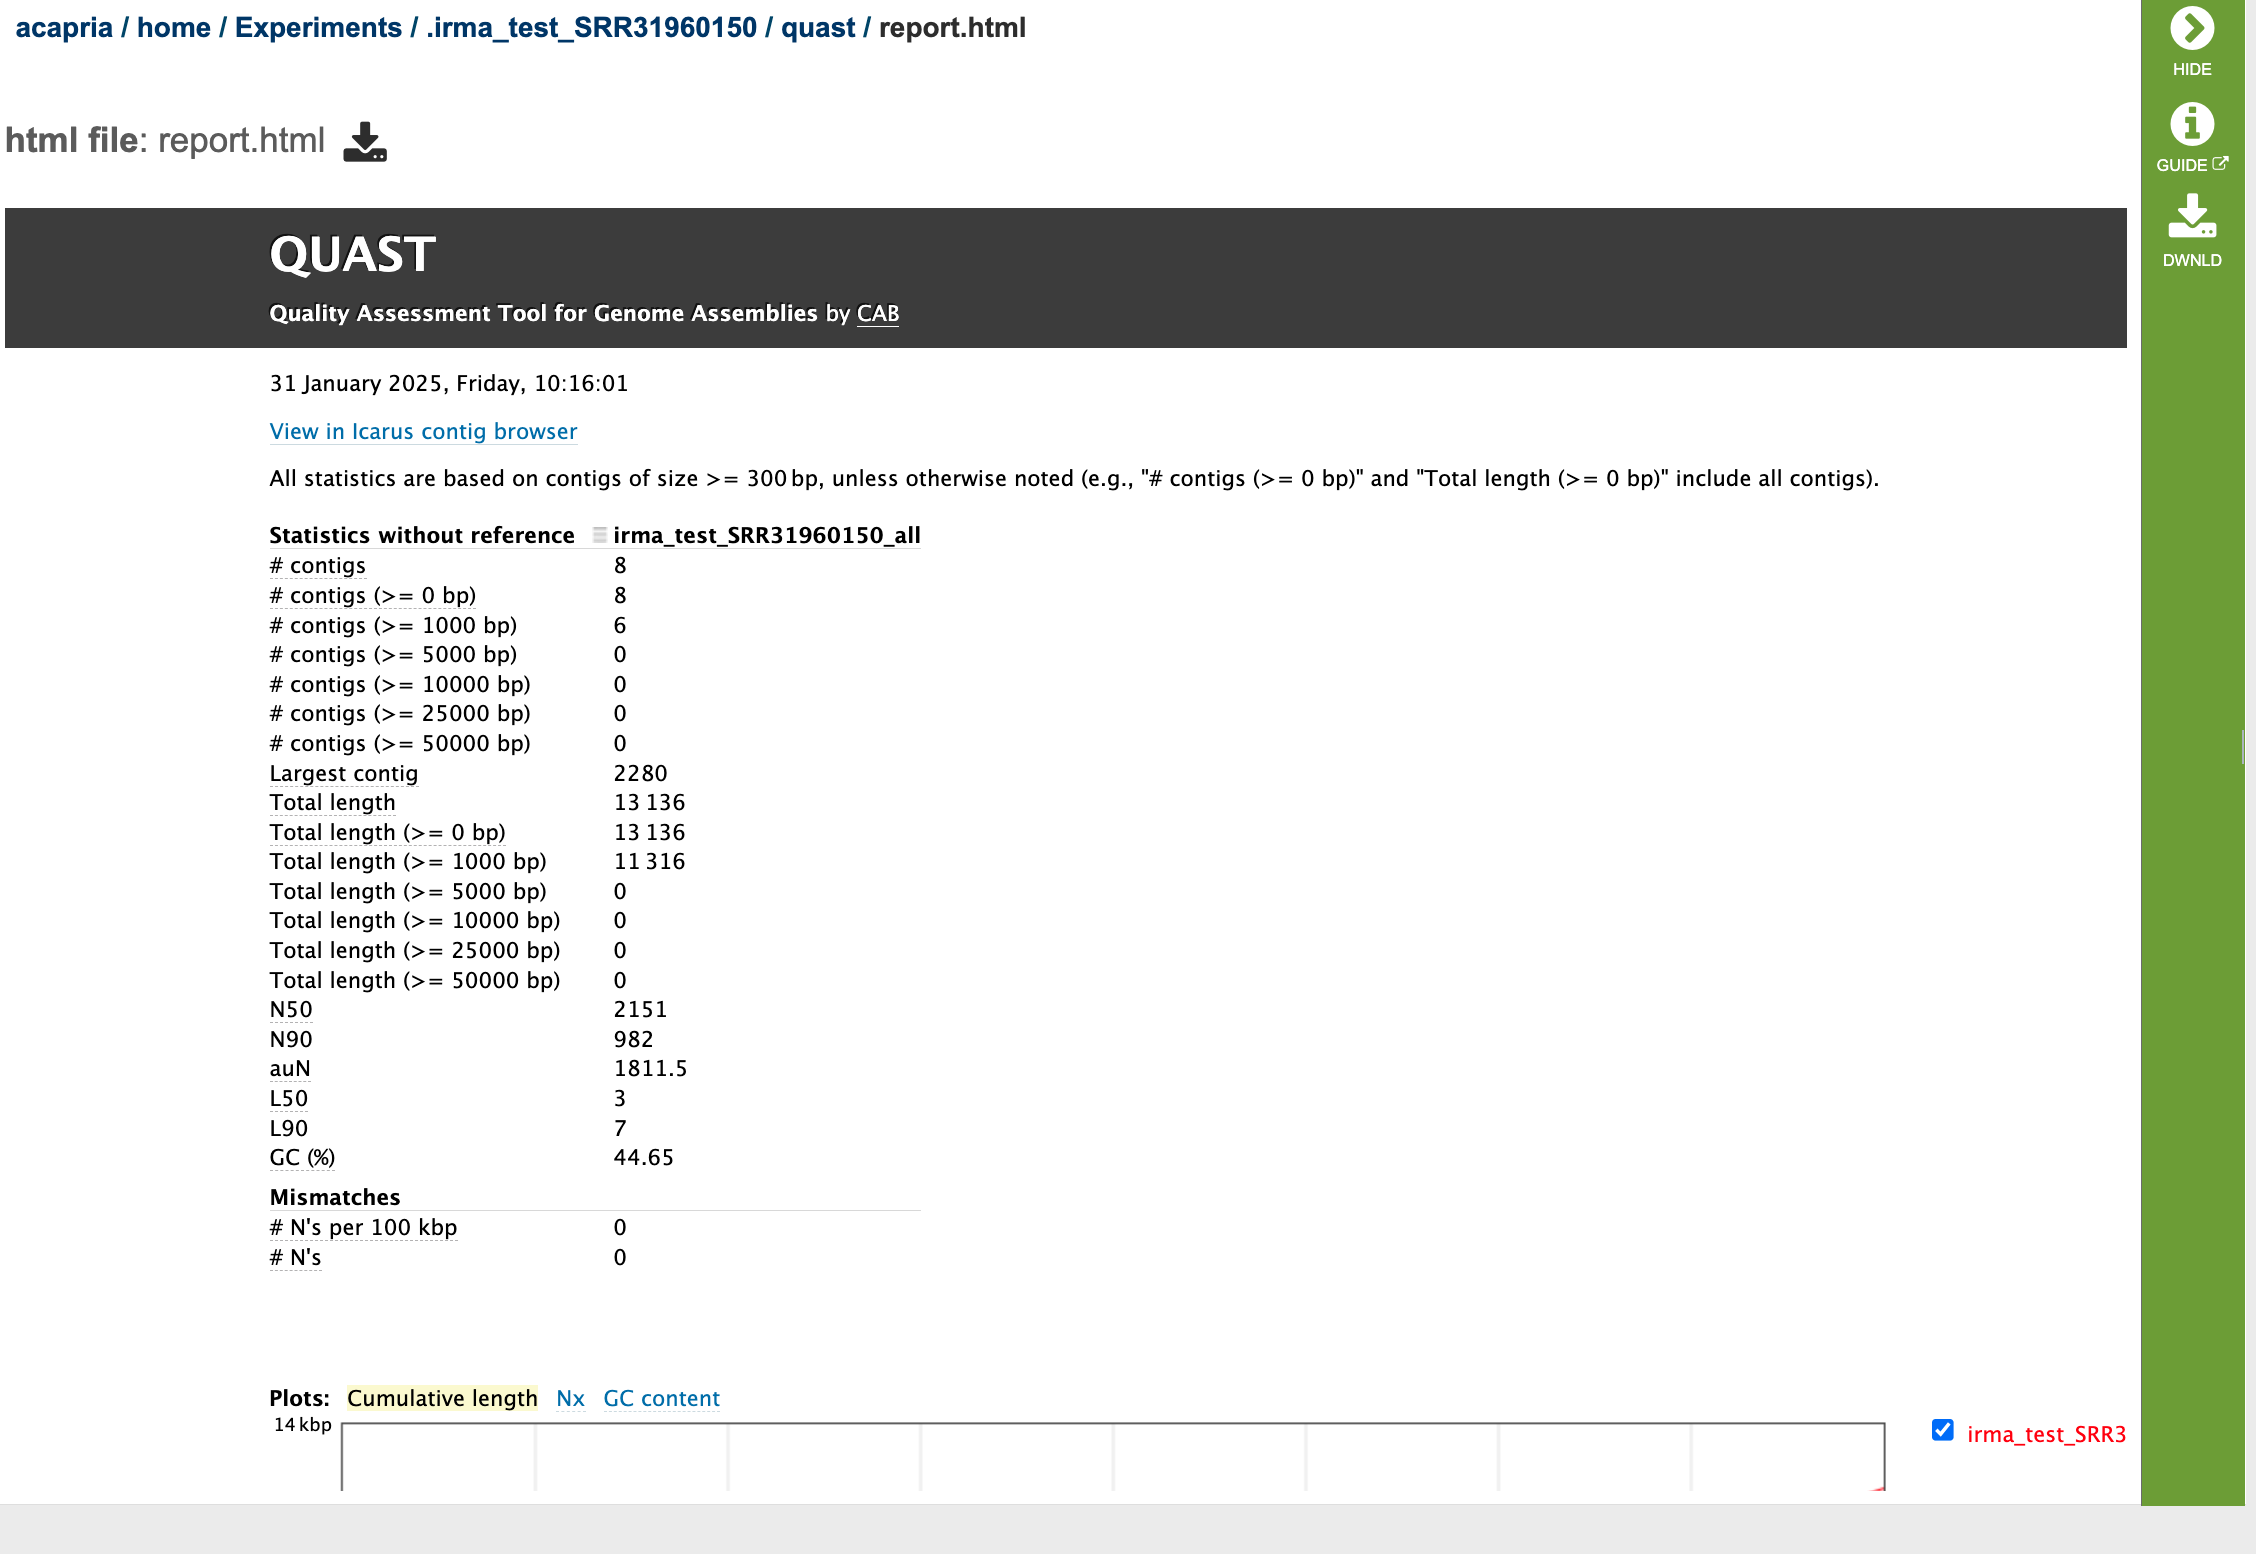 acapria / home / Experiments / .irma_test_SRR31960150 / quast / report.html
HIDE
GUIDE
DWNLD
html file: report.html
QUAST
Quality Assessment Tool for Genome Assemblies by CAB
31 January 2025, Friday, 10:16:01
View in Icarus contig browser
All statistics are based on contigs of size >= 300 bp, unless otherwise noted (e.g., "# contigs (>= 0 bp)" and "Total length (>= 0 bp)" include all contigs).
Statistics without reference irma_test_SRR31960150_all
# contigs 8
# contigs (>= 0 bp) 8
# contigs (>= 1000 bp) 6
# contigs (>= 5000 bp) 0
# contigs (>= 10000 bp) 0
# contigs (>= 25000 bp) 0
# contigs (>= 50000 bp) 0
Largest contig 2280
Total length 13 136
Total length (>= 0 bp) 13 136
Total length (>= 1000 bp) 11 316
Total length (>= 5000 bp) 0
Total length (>= 10000 bp) 0
Total length (>= 25000 bp) 0
Total length (>= 50000 bp) 0
N50 2151
N90 982
auN 1811.5
L50 3
L90 7
GC (%) 44.65
Mismatches
# N's per 100 kbp 0
# N's 0
Plots: Cumulative length Nx GC content
14 kbp
irma_test_SRR3